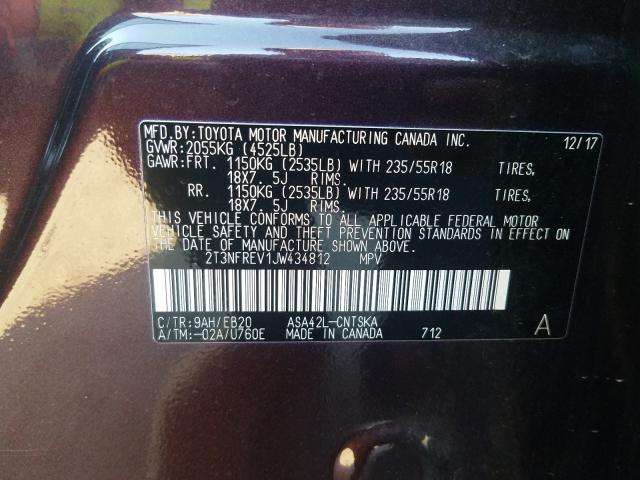 MFD.BY:TOYOTA MOTOR MANUFACTURING CANADA INC. 12/17
GVWR:2055KG (4525LB)
GAWR:FRT. 1150KG (2535LB) WITH 235/55R18 TIRES,
18X7. 5J RIMS.
RR. 1150KG (2535LB) WITH 235/55R18 TIRES,
18X7. 5J RIMS.
THIS VEHICLE CONFORMS TO ALL APPLICABLE FEDERAL MOTOR
VEHICLE SAFETY AND THEFT PREVENTION STANDARDS IN EFFECT
ON THE DATE OF MANUFACTURE SHOWN ABOVE.
2T3NFREV1JW434812 MPV
C/TR:9AH/EB20 ASA42L-CNTSKA
A/TM:-02A/U760E MADE IN CANADA 712 A